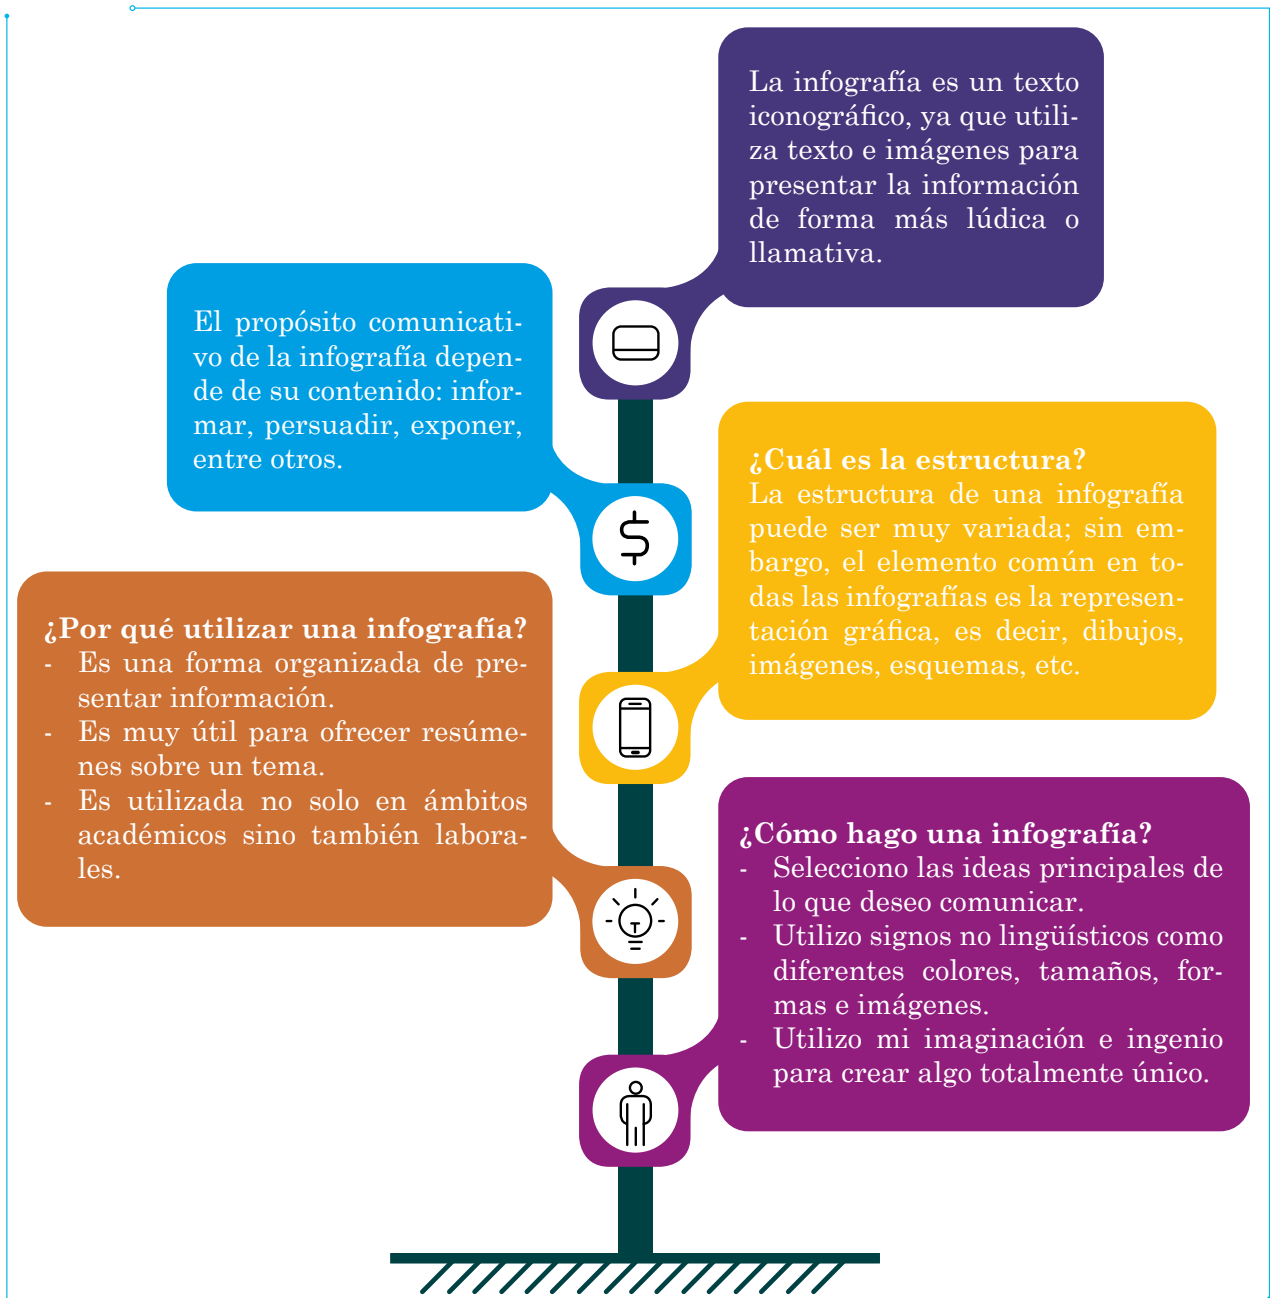 La infografía es un texto
iconográfico, ya que utili-
za texto e imágenes para
presentar la información
de forma más lúdica o
llamativa.
El propósito comunicati-
vo de la infografía depen-
de de su contenido: infor-
mar, persuadir, exponer,
entre otros.
¿Cuál es la estructura?
La estructura de una infografía
puede ser muy variada; sin em-
bargo, el elemento común en to-
das las infografías es la represen-
tación gráfica, es decir, dibujos,
imágenes, esquemas, etc.
¿Por qué utilizar una infografía?
- Es una forma organizada de pre-
sentar información.
- Es muy útil para ofrecer resúme-
nes sobre un tema.
- Es utilizada no solo en ámbitos
académicos sino también labora-
les.
¿Cómo hago una infografía?
- Selecciono las ideas principales de
lo que deseo comunicar.
- Utilizo signos no lingüísticos como
diferentes colores, tamaños, for-
mas e imágenes.
- Utilizo mi imaginación e ingenio
para crear algo totalmente único.